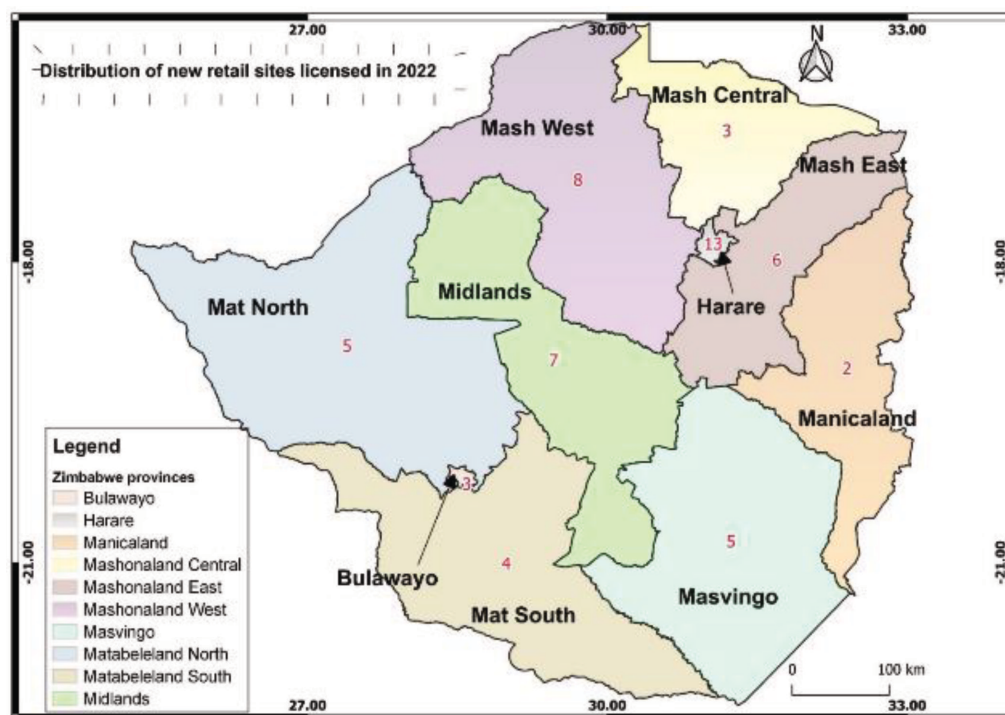 27.00 30.00 33.00
N
Distribution of new retail sites licensed in 2022
Mash Central
3
Mash West
Mash East
8
13
-18.00 -18.00
6
Midlands
Harare
Mat North
5
7
2
Manicaland
Legend
Zimbabwe provinces
Bulawayo
Harare
Manicaland
Mashonaland Central
Mashonaland East
Mashonaland West
Masvingo
Matabeleland North
Matabeleland South
Midlands
3
5
4
-21.00 -21.00
Bulawayo
Masvingo
Mat South
0 100 km
27.00 30.00 33.00